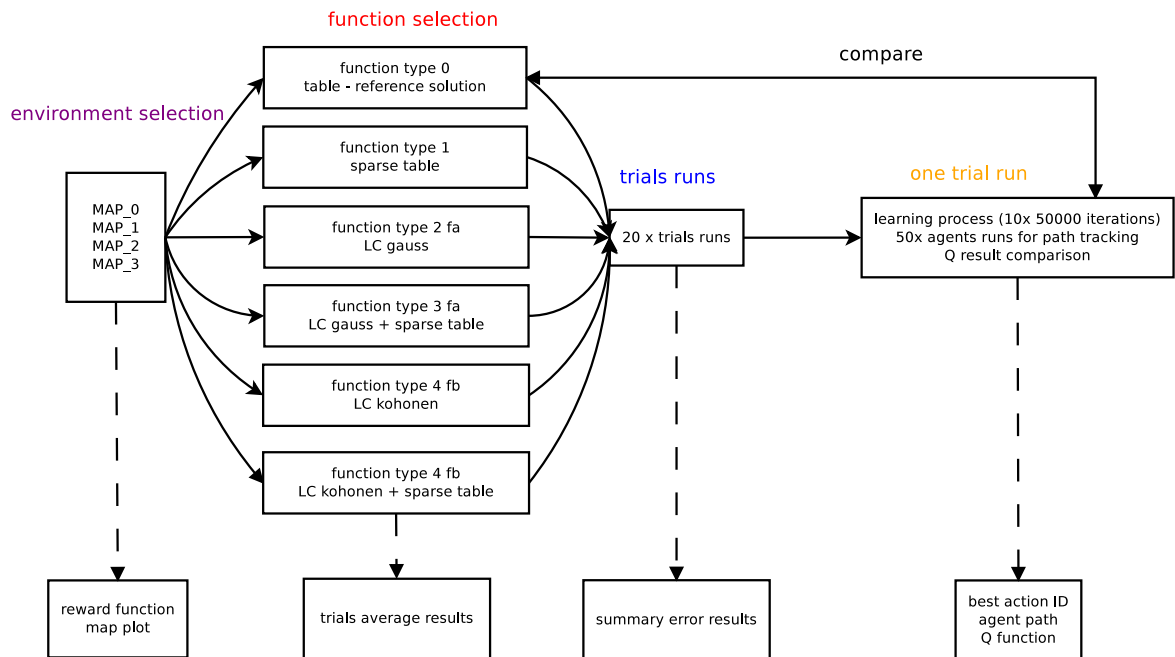 function selection
function type 0
table - reference solution
compare
environment selection
function type 1
sparse table
trials runs
one trial run
MAP_0
MAP_1
MAP_2
MAP_3
function type 2 fa
LC gauss
20 x trials runs
learning process (10x 50000 iterations)
50x agents runs for path tracking
Q result comparison
function type 3 fa
LC gauss + sparse table
function type 4 fb
LC kohonen
function type 4 fb
LC kohonen + sparse table
reward function
map plot
trials average results
summary error results
best action ID
agent path
Q function